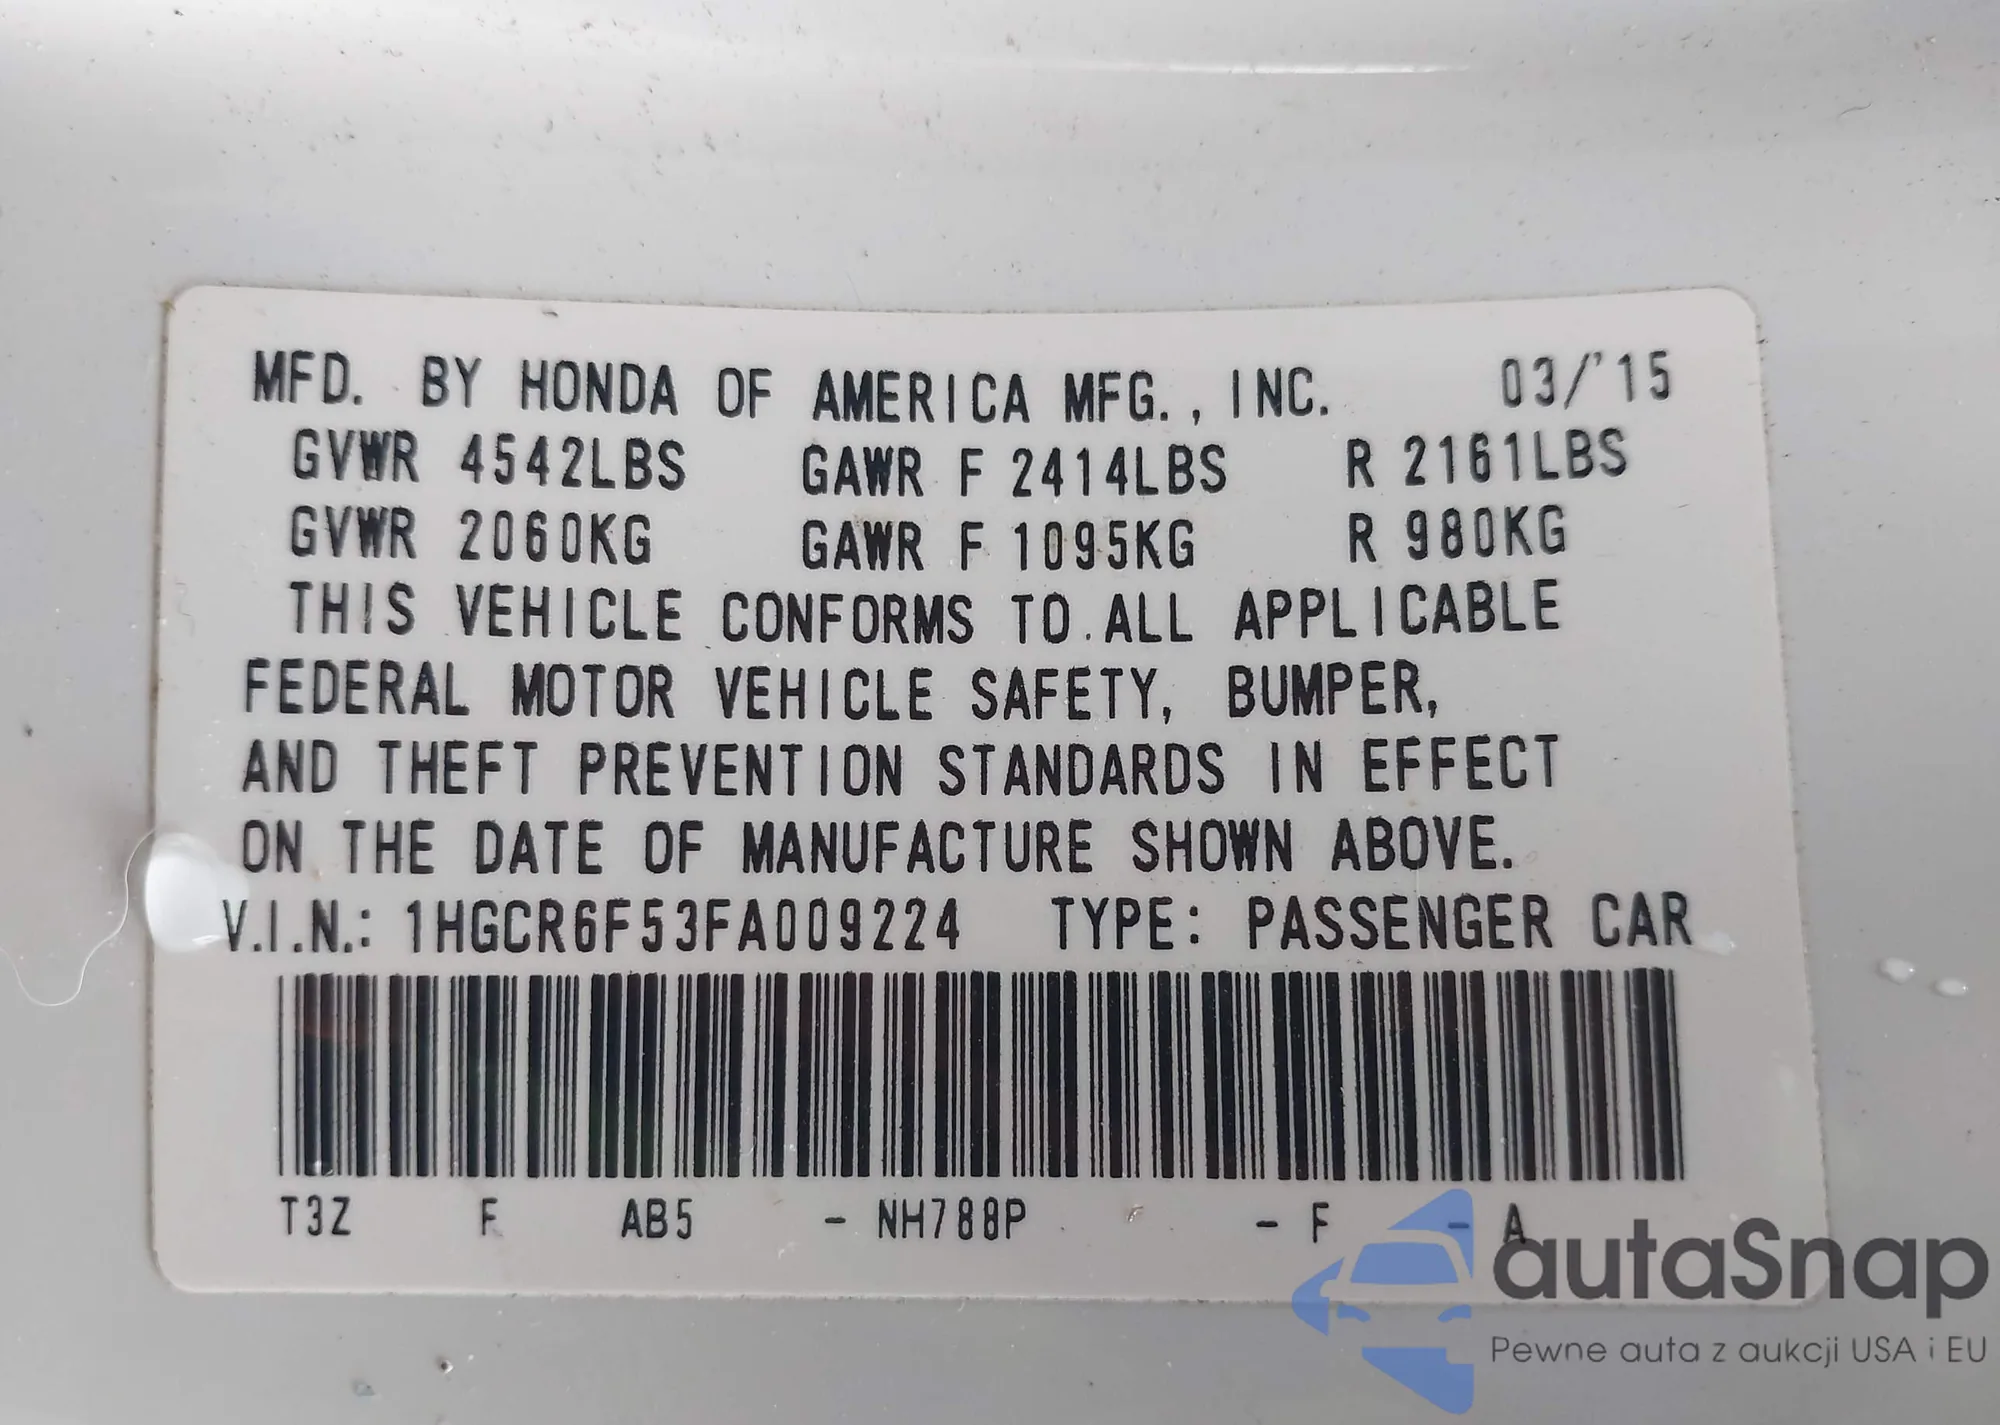 MFD. BY HONDA OF AMERICA MFG., INC. 03/'15
GVWR 4542LBS GAWR F 2414LBS R 2161LBS
GVWR 2060KG GAWR F 1095KG R 980KG
THIS VEHICLE CONFORMS TO ALL APPLICABLE
FEDERAL MOTOR VEHICLE SAFETY, BUMPER,
AND THEFT PREVENTION STANDARDS IN EFFECT
ON THE DATE OF MANUFACTURE SHOWN ABOVE.
V.I.N.: 1HGCR6F53FA009224 TYPE: PASSENGER CAR
T3Z F AB5 - NH788P - F - A
autaSnap
Pewne auta z aukcji USA i EU